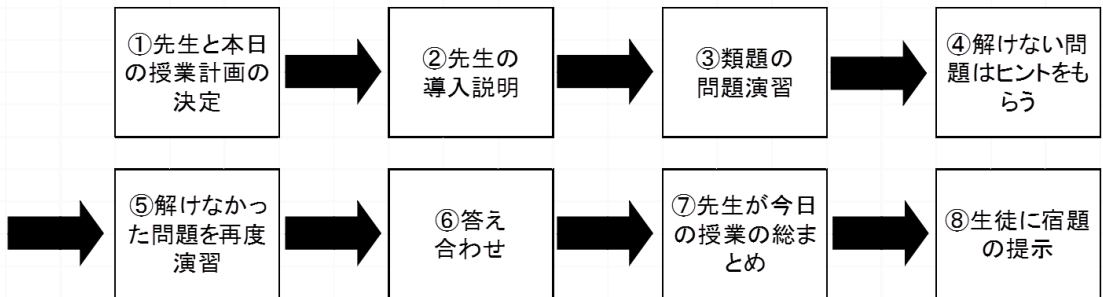 ①先生と本日
の授業計画の
決定
②先生の
導入説明
③類題の
問題演習
④解けない問
題はヒントをも
らう
⑤解けなかっ
た問題を再度
演習
⑥答え
合わせ
⑦先生が今日
の授業の総ま
とめ
⑧生徒に宿題
の提示